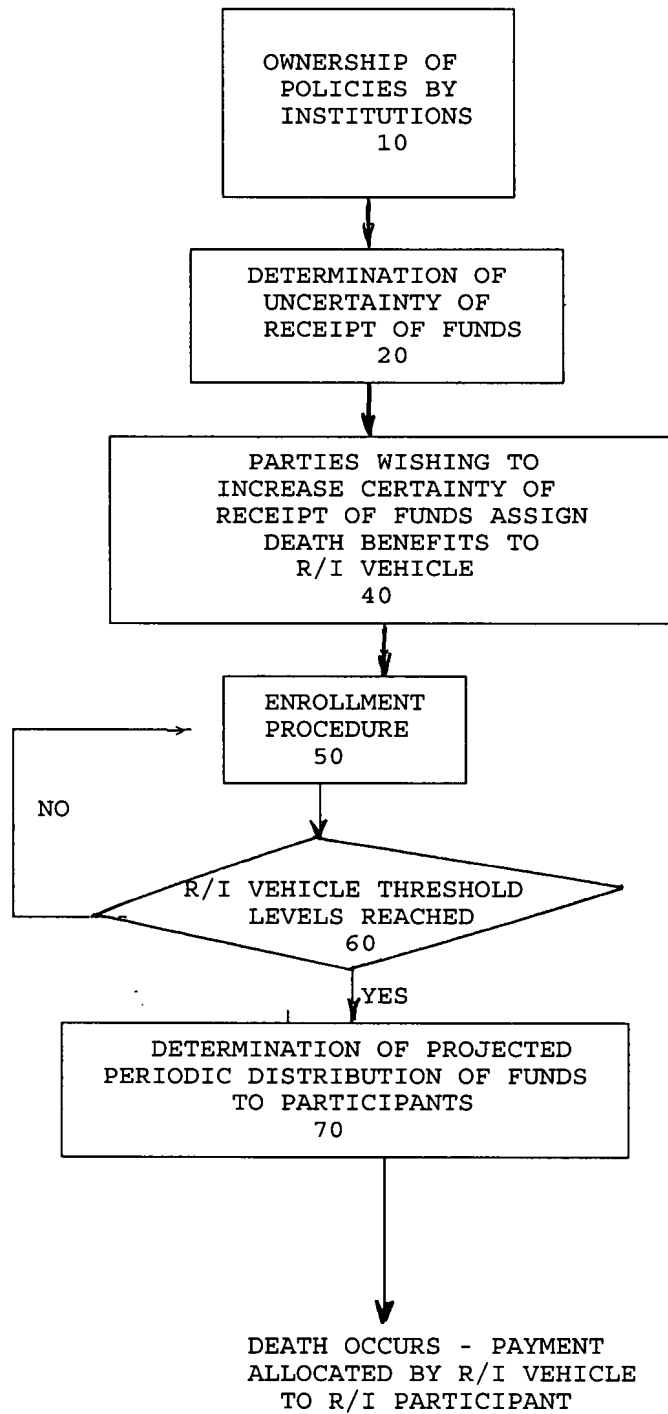 OWNERSHIP OF
POLICIES BY
INSTITUTIONS
10
DETERMINATION OF
UNCERTAINTY OF
RECEIPT OF FUNDS
20
PARTIES WISHING TO
INCREASE CERTAINTY OF
RECEIPT OF FUNDS ASSIGN
DEATH BENEFITS TO
R/I VEHICLE
40
ENROLLMENT
PROCEDURE
50
NO
R/I VEHICLE THRESHOLD
LEVELS REACHED
60
YES
DETERMINATION OF PROJECTED
PERIODIC DISTRIBUTION OF FUNDS
TO PARTICIPANTS
70
DEATH OCCURS - PAYMENT
ALLOCATED BY R/I VEHICLE
TO R/I PARTICIPANT